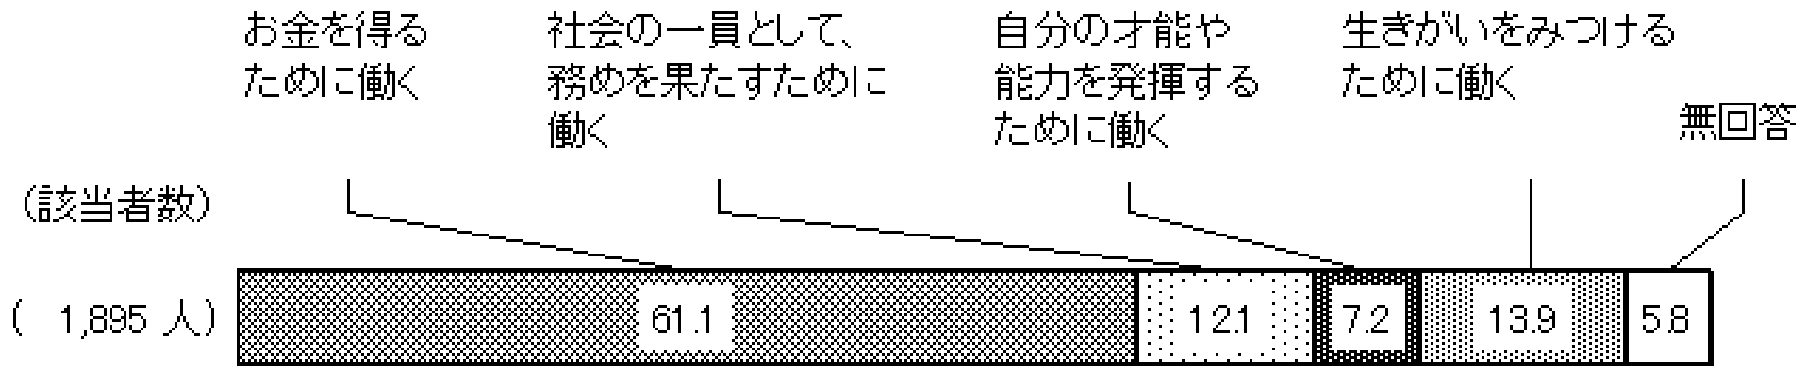 お金を得る
ために働く
社会の一員として、
務めを果たすために
働く
自分の才能や
能力を発揮する
ために働く
生きがいをみつける
ために働く
無回答
（該当者数）
（ 1,895 人）
61.1
12.1
7.2
13.9
5.8